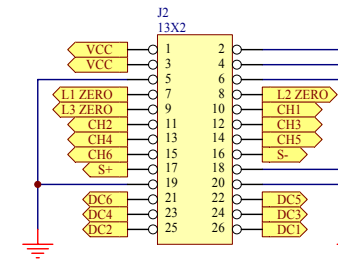 J2
13X2
VCC 1 2
VCC 3 4
5 6
L1 ZERO 7 8 L2 ZERO
L3 ZERO 9 10 CH1
CH2 11 12 CH3
CH4 13 14 CH5
CH6 15 16 S-
S+ 17 18
19 20
DC6 21 22 DC5
DC4 23 24 DC3
DC2 25 26 DC1